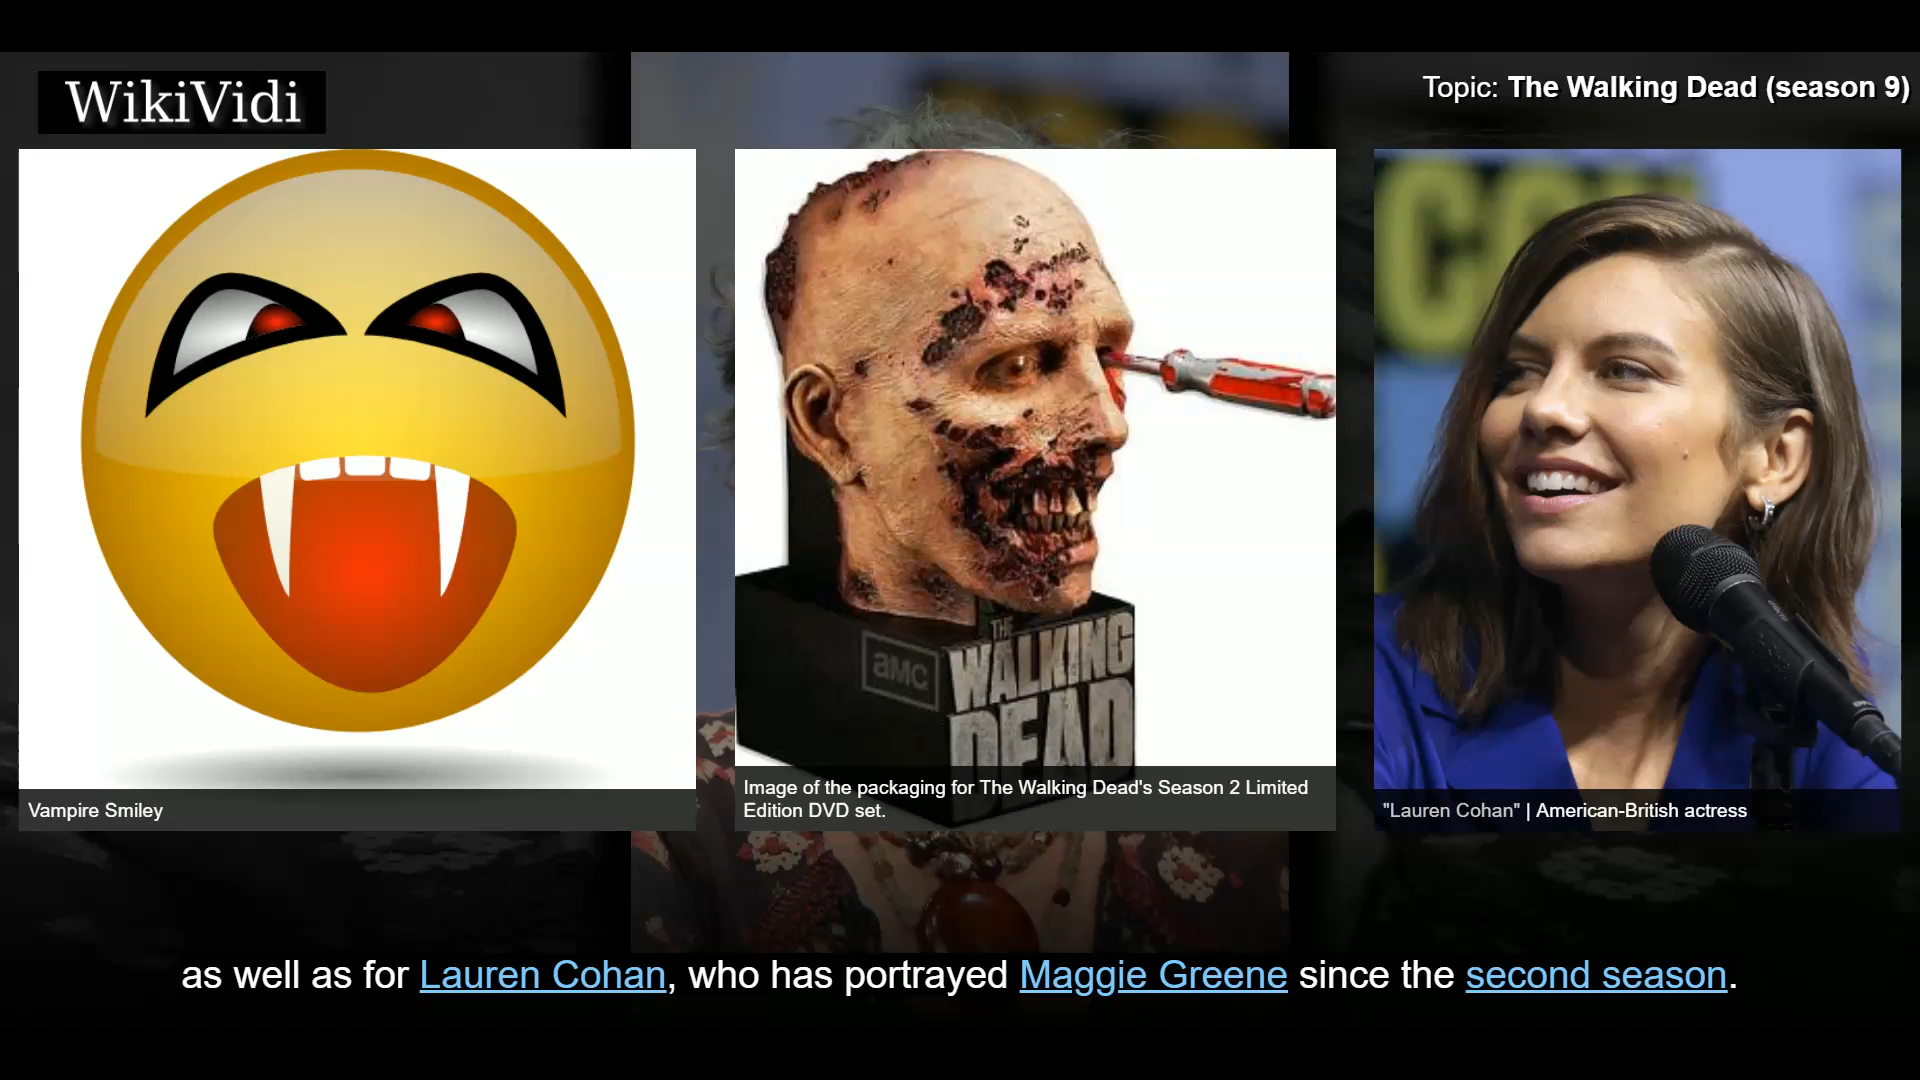 WikiVidi
Topic: The Walking Dead (season 9)
CO
amc
THE
WALKING
DEAD
Vampire Smiley
Image of the packaging for The Walking Dead's Season 2 Limited
Edition DVD set.
"Lauren Cohan" | American-British actress
as well as for Lauren Cohan, who has portrayed Maggie Greene since the second season.